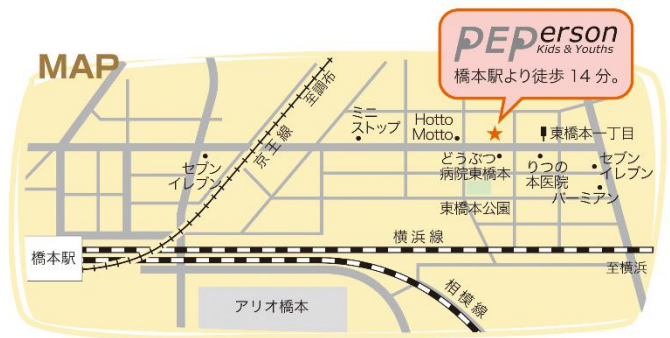 MAP
PEPerson
Kids & Youths
橋本駅より徒歩 14 分。
至調布
京王線
ミニ
ストップ
Hotto
Motto
東橋本一丁目
セブン
イレブン
どうぶつ
病院東橋本
りつの
本医院
セブン
イレブン
バーミアン
東橋本公園
橋本駅
横浜線
至横浜
相模線
アリオ橋本